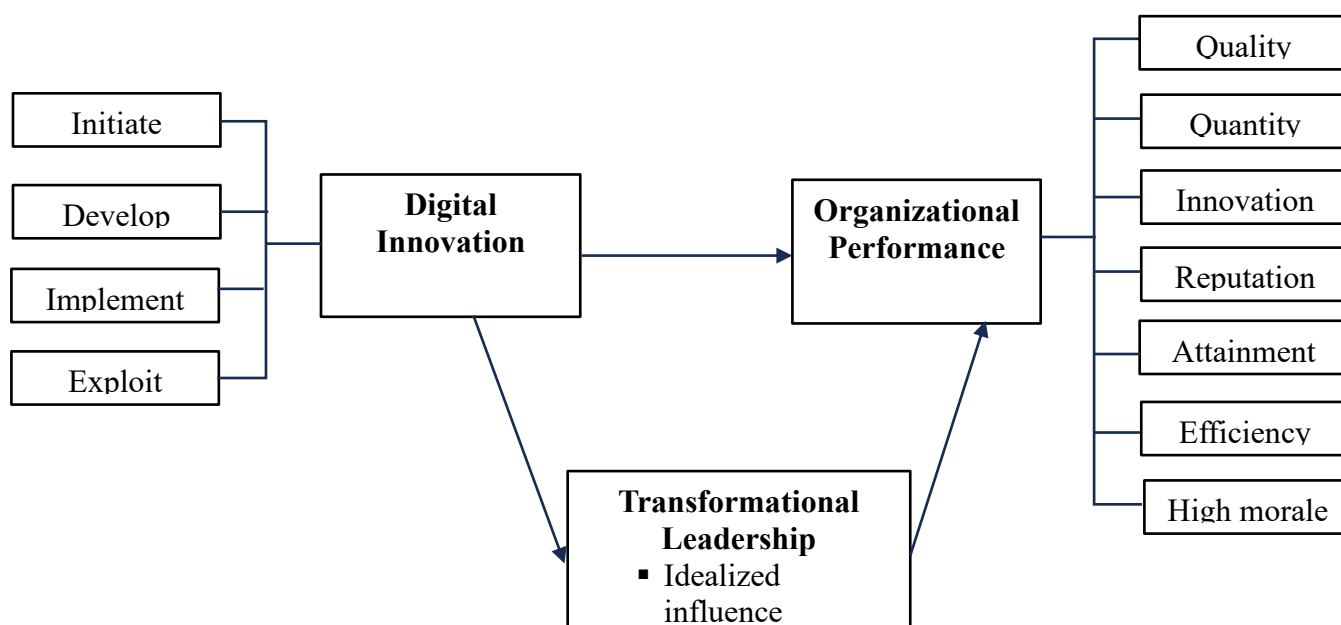 Initiate
Develop
Implement
Exploit
Digital
Innovation
Organizational
Performance
Transformational
Leadership
▪ Idealized
influence
Quality
Quantity
Innovation
Reputation
Attainment
Efficiency
High morale